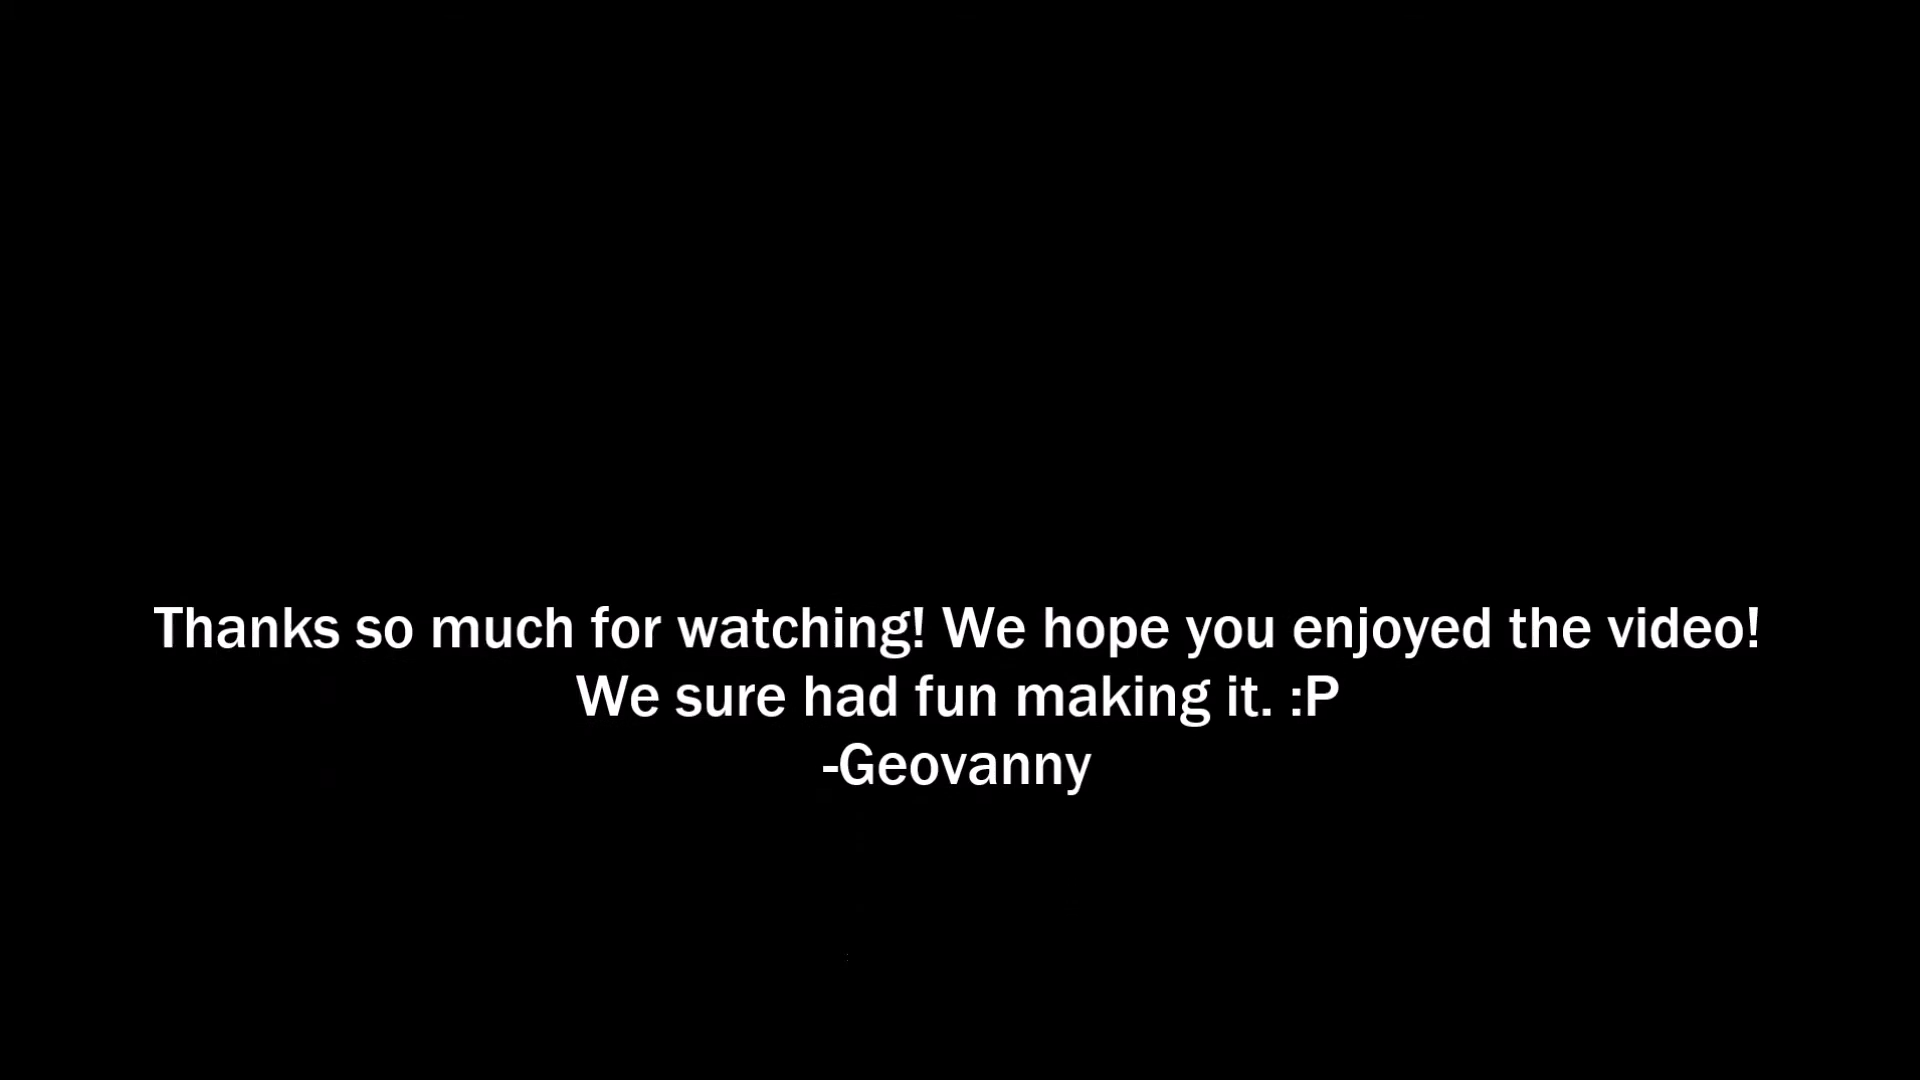 Thanks so much for watching! We hope you enjoyed the video!
We sure had fun making it. :P
-Geovanny